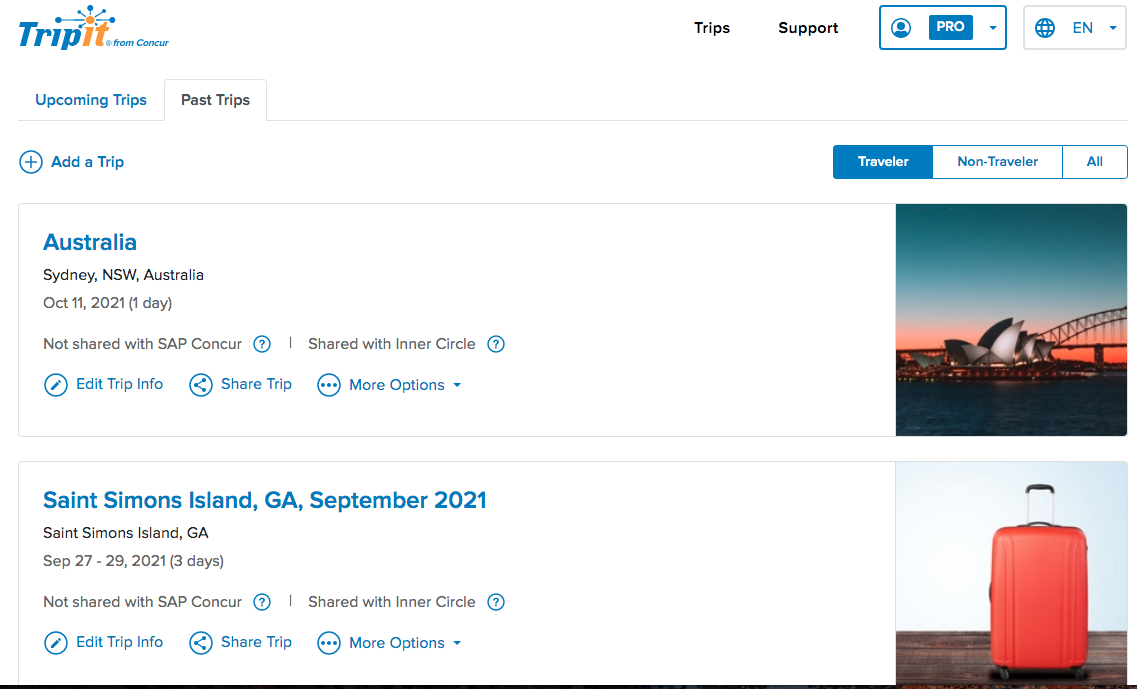 Tripit® from Concur
Trips
Support
PRO
EN
Upcoming Trips
Past Trips
Add a Trip
Traveler
Non-Traveler
All
Australia
Sydney, NSW, Australia
Oct 11, 2021 (1 day)
Not shared with SAP Concur ? | Shared with Inner Circle ?
Edit Trip Info
Share Trip
More Options
Saint Simons Island, GA, September 2021
Saint Simons Island, GA
Sep 27 - 29, 2021 (3 days)
Not shared with SAP Concur ? | Shared with Inner Circle ?
Edit Trip Info
Share Trip
More Options